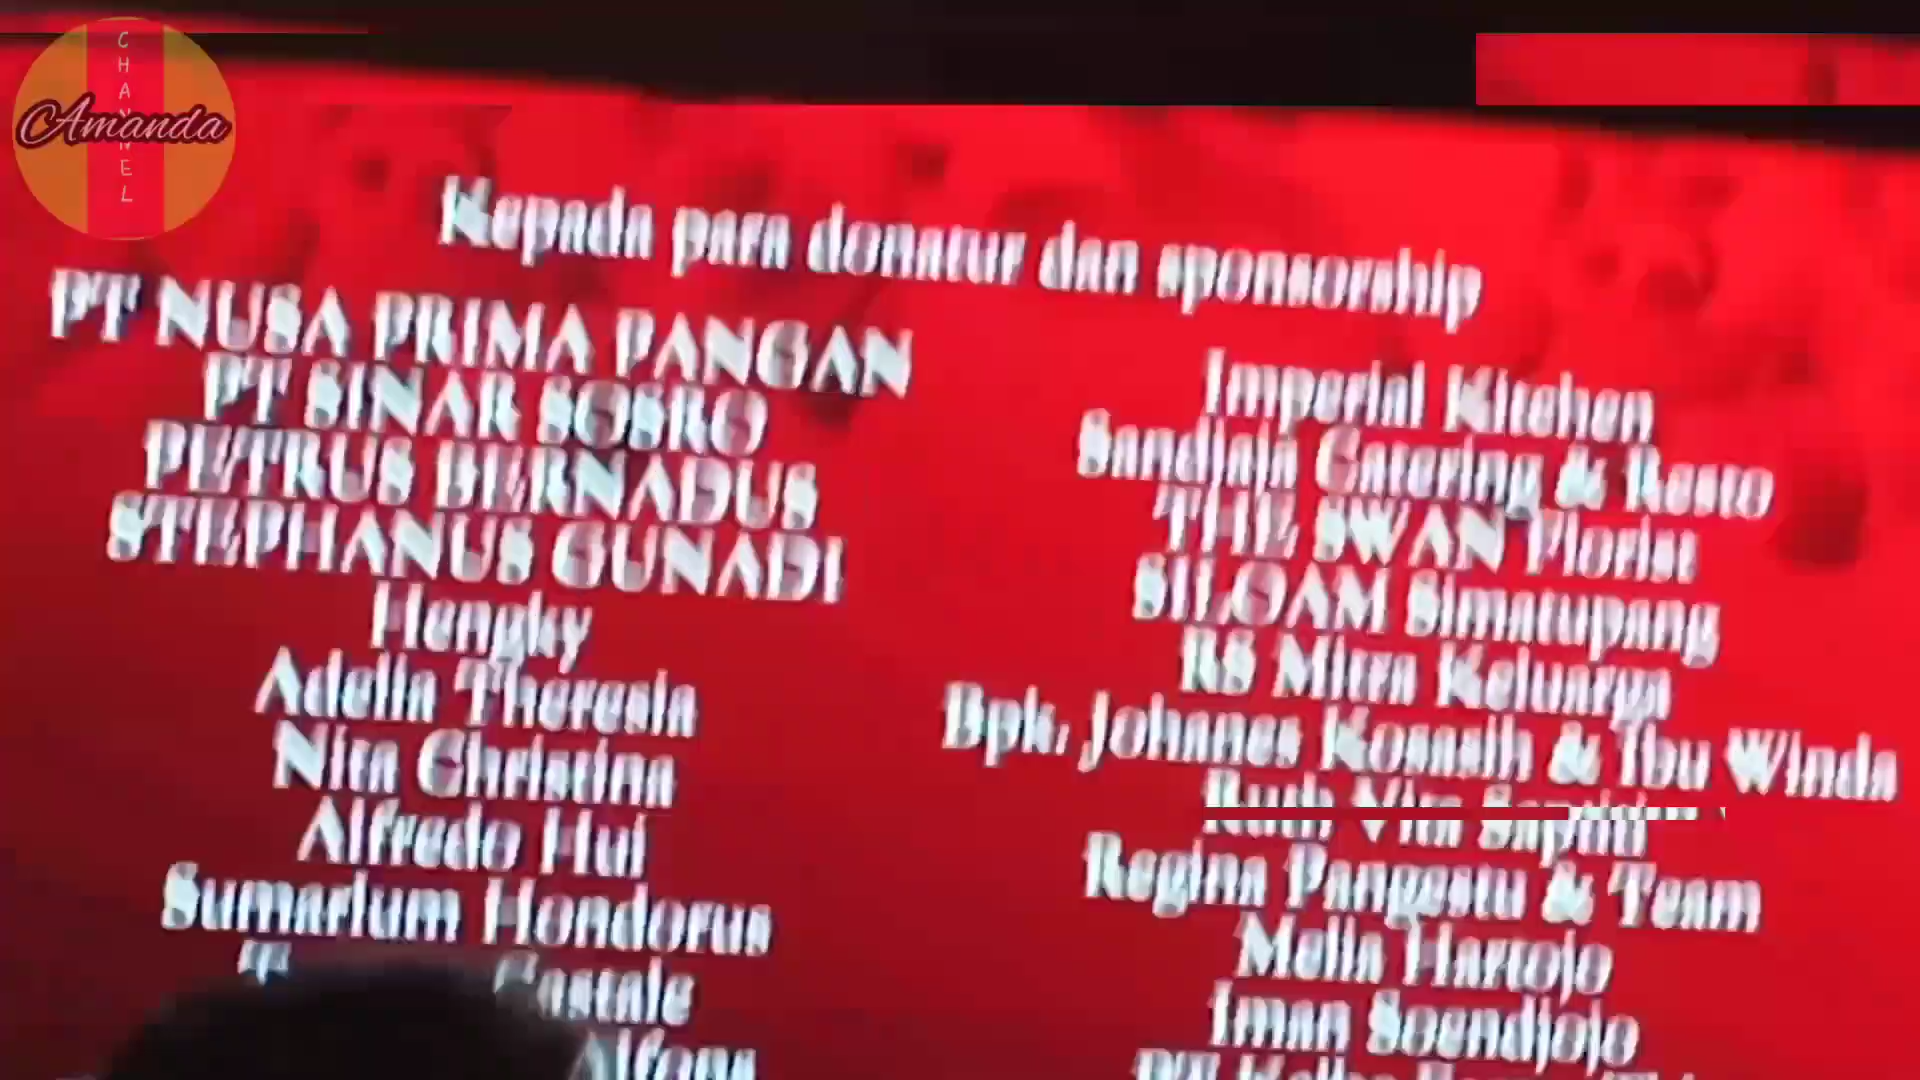 CHANNEL
Amanda
Kepada para donatur dan sponsorship
PT NUSA PRIMA PANGAN
PT SINAR SOSRO
PETRUS BERNADUS
STEPHANUS GUNADI
Hengky
Adelia Theresia
Nita Christina
Alfredo Hui
Sumarlum Hondorus
Imperial Kitchen
Sandjaja Catering & Resto
THE SWAN Florist
SILOAM Simatupang
RS Mitra Keluarga
Bpk. Johanes Kosasih & Ibu Winda
Ruth Vita
Regina Pangestu & Team
Melia Hartojo
Iman Soendjojo